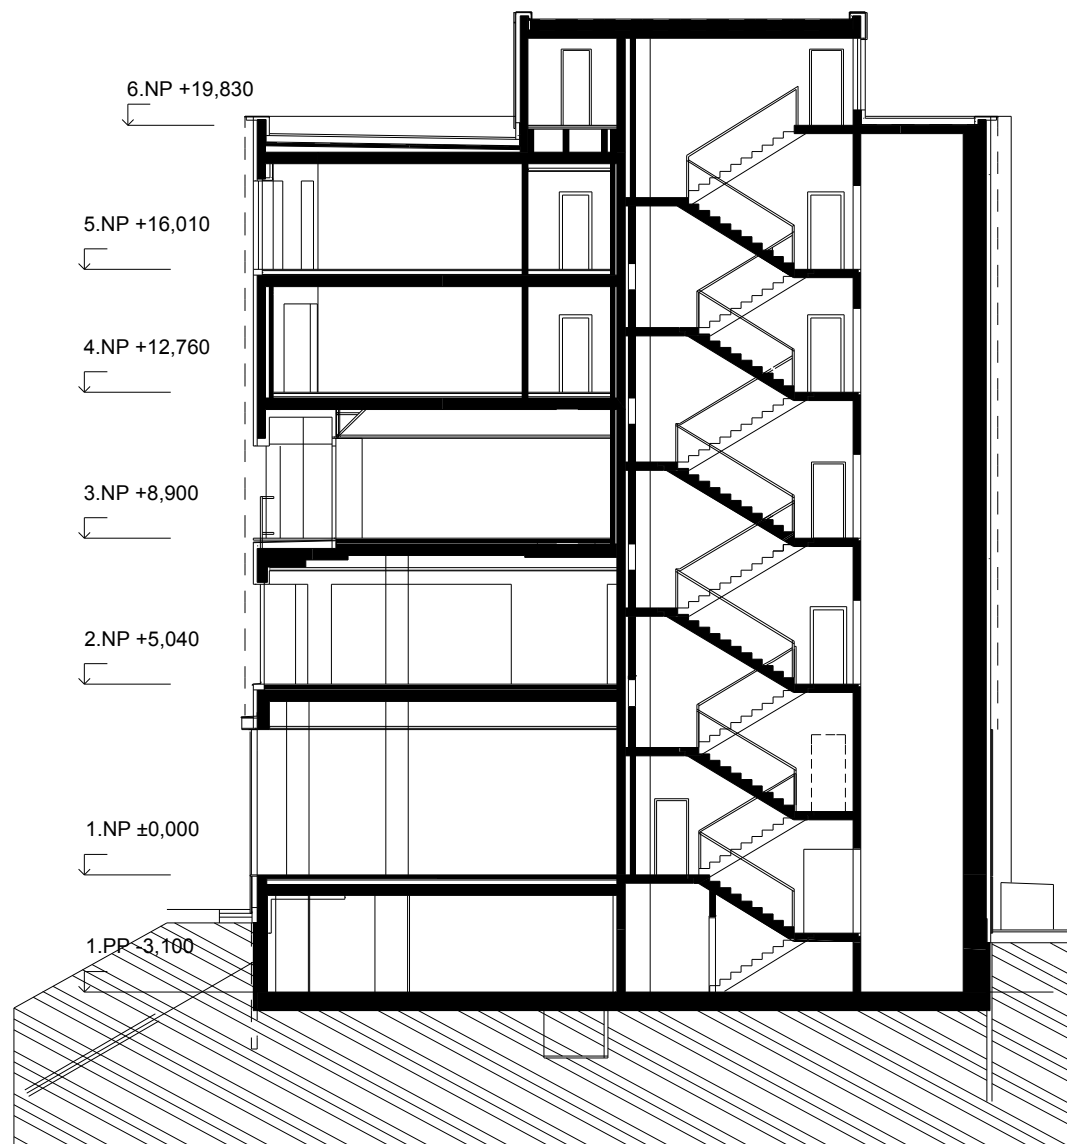 6.NP +19,830
5.NP +16,010
4.NP +12,760
3.NP +8,900
2.NP +5,040
1.NP ±0,000
1.PP -3,100